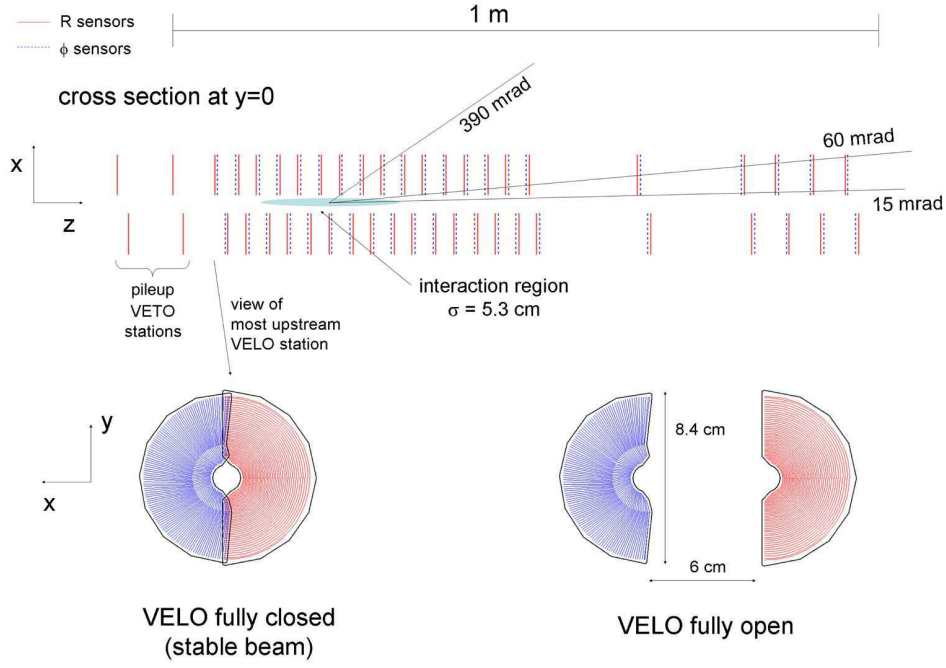 R sensors
ϕ sensors
1 m
cross section at y=0
390 mrad
60 mrad
15 mrad
x
z
interaction region
σ = 5.3 cm
pileup
VETO
stations
view of
most upstream
VELO station
y
x
8.4 cm
6 cm
VELO fully closed
(stable beam)
VELO fully open